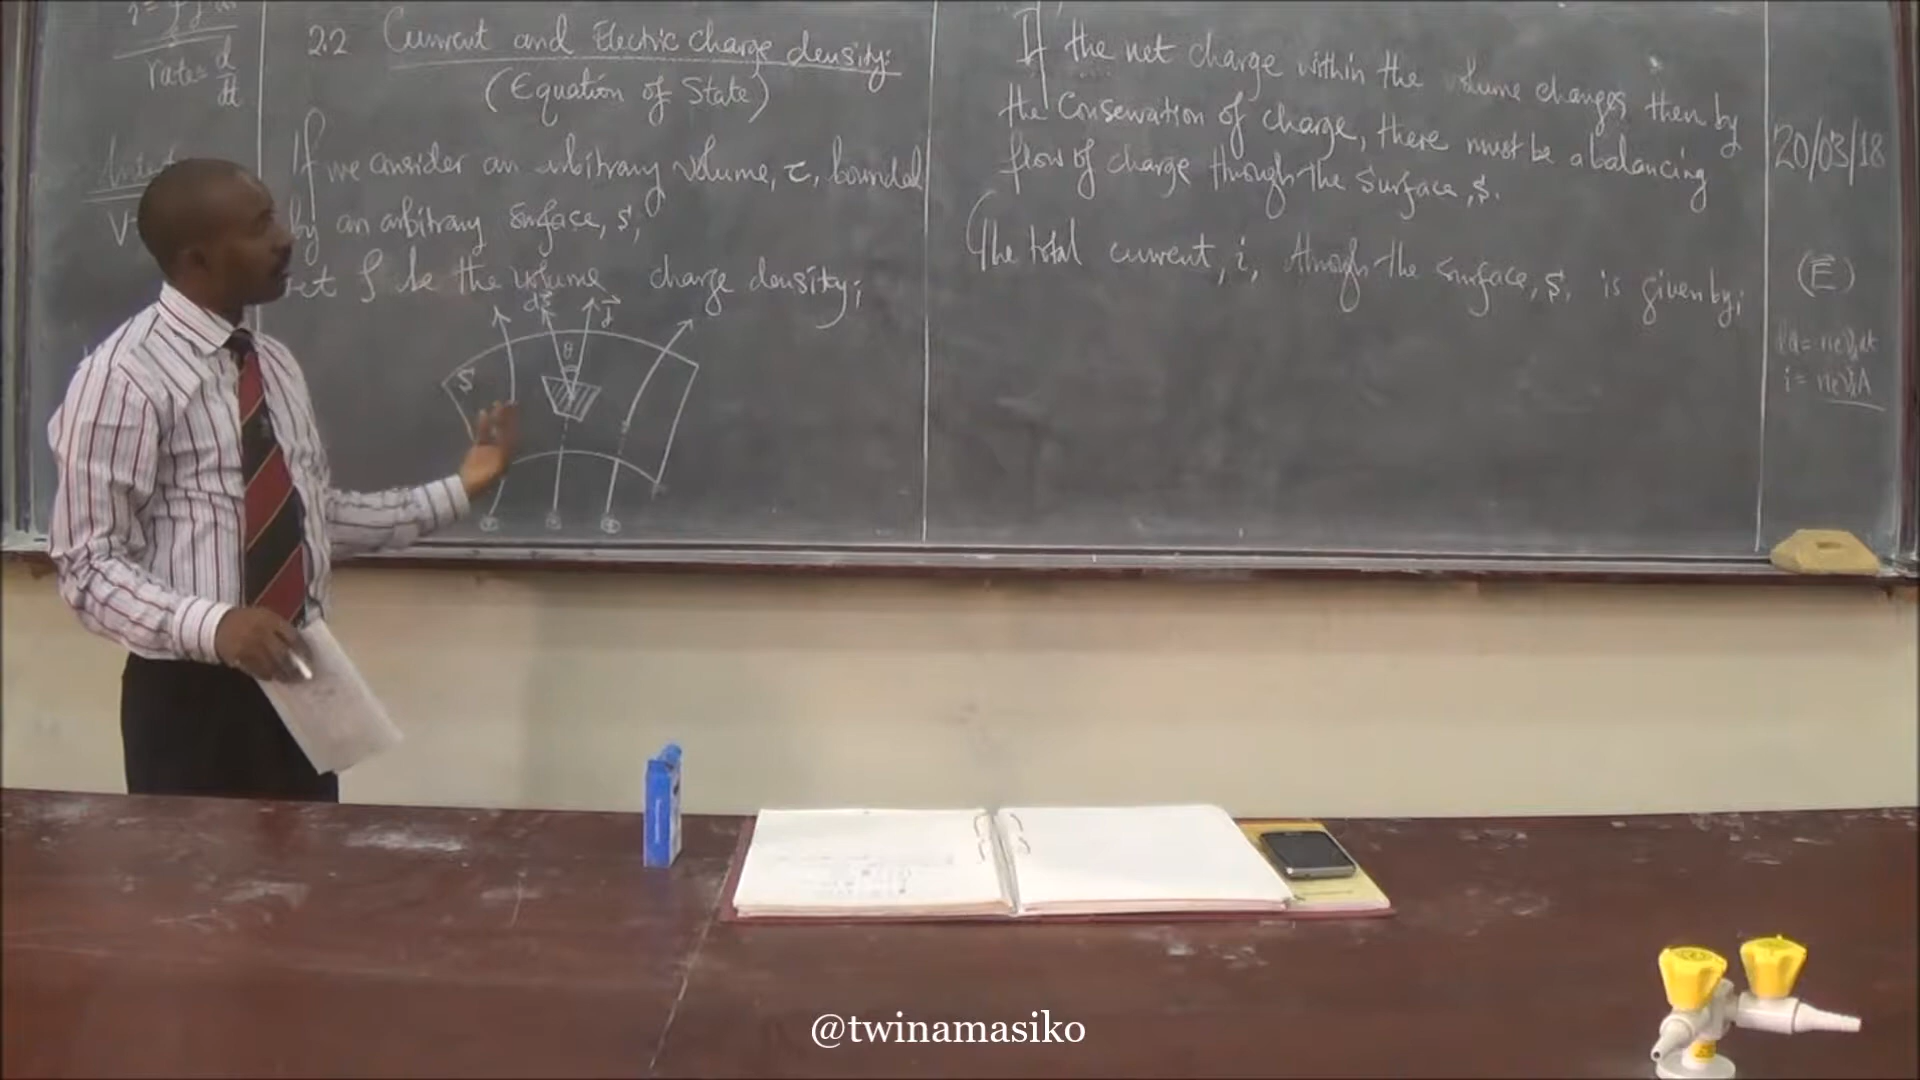 rate = d/dt
2.2 Current and Electric charge density:
(Equation of State)
If we consider an arbitrary volume, τ, bounded
by an arbitrary surface, S,
let ρ be the volume charge density;
dS J
θ
S
If the net charge within the volume changes, then by
the Conservation of charge, there must be a balancing
flow of charge through the surface, S.
The total current, i, through the surface, S, is given by;
20/03/18
(E)
i = neVA
@twinamasiko